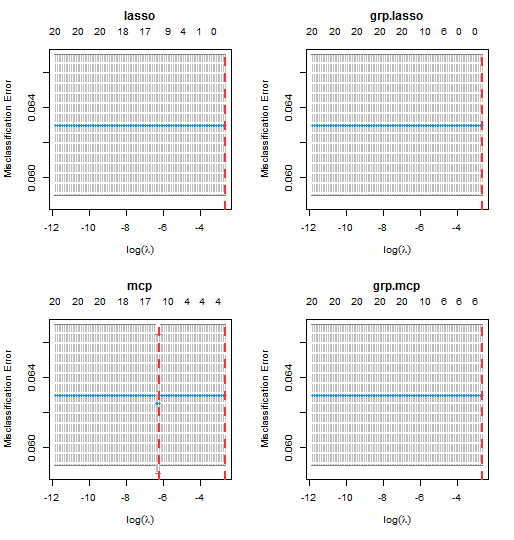 lasso
20 20 20 18 17 9 4 1 0
Misclassification Error
0.064
0.060
-12 -10 -8 -6 -4
log(λ)
grp.lasso
20 20 20 20 20 16 6 0 0
Misclassification Error
0.064
0.060
-12 -10 -8 -6 -4
log(λ)
mcp
20 20 20 18 17 10 4 4 4
Misclassification Error
0.064
0.060
-12 -10 -8 -6 -4
log(λ)
grp.mcp
20 20 20 20 20 10 6 6 6
Misclassification Error
0.064
0.060
-12 -10 -8 -6 -4
log(λ)